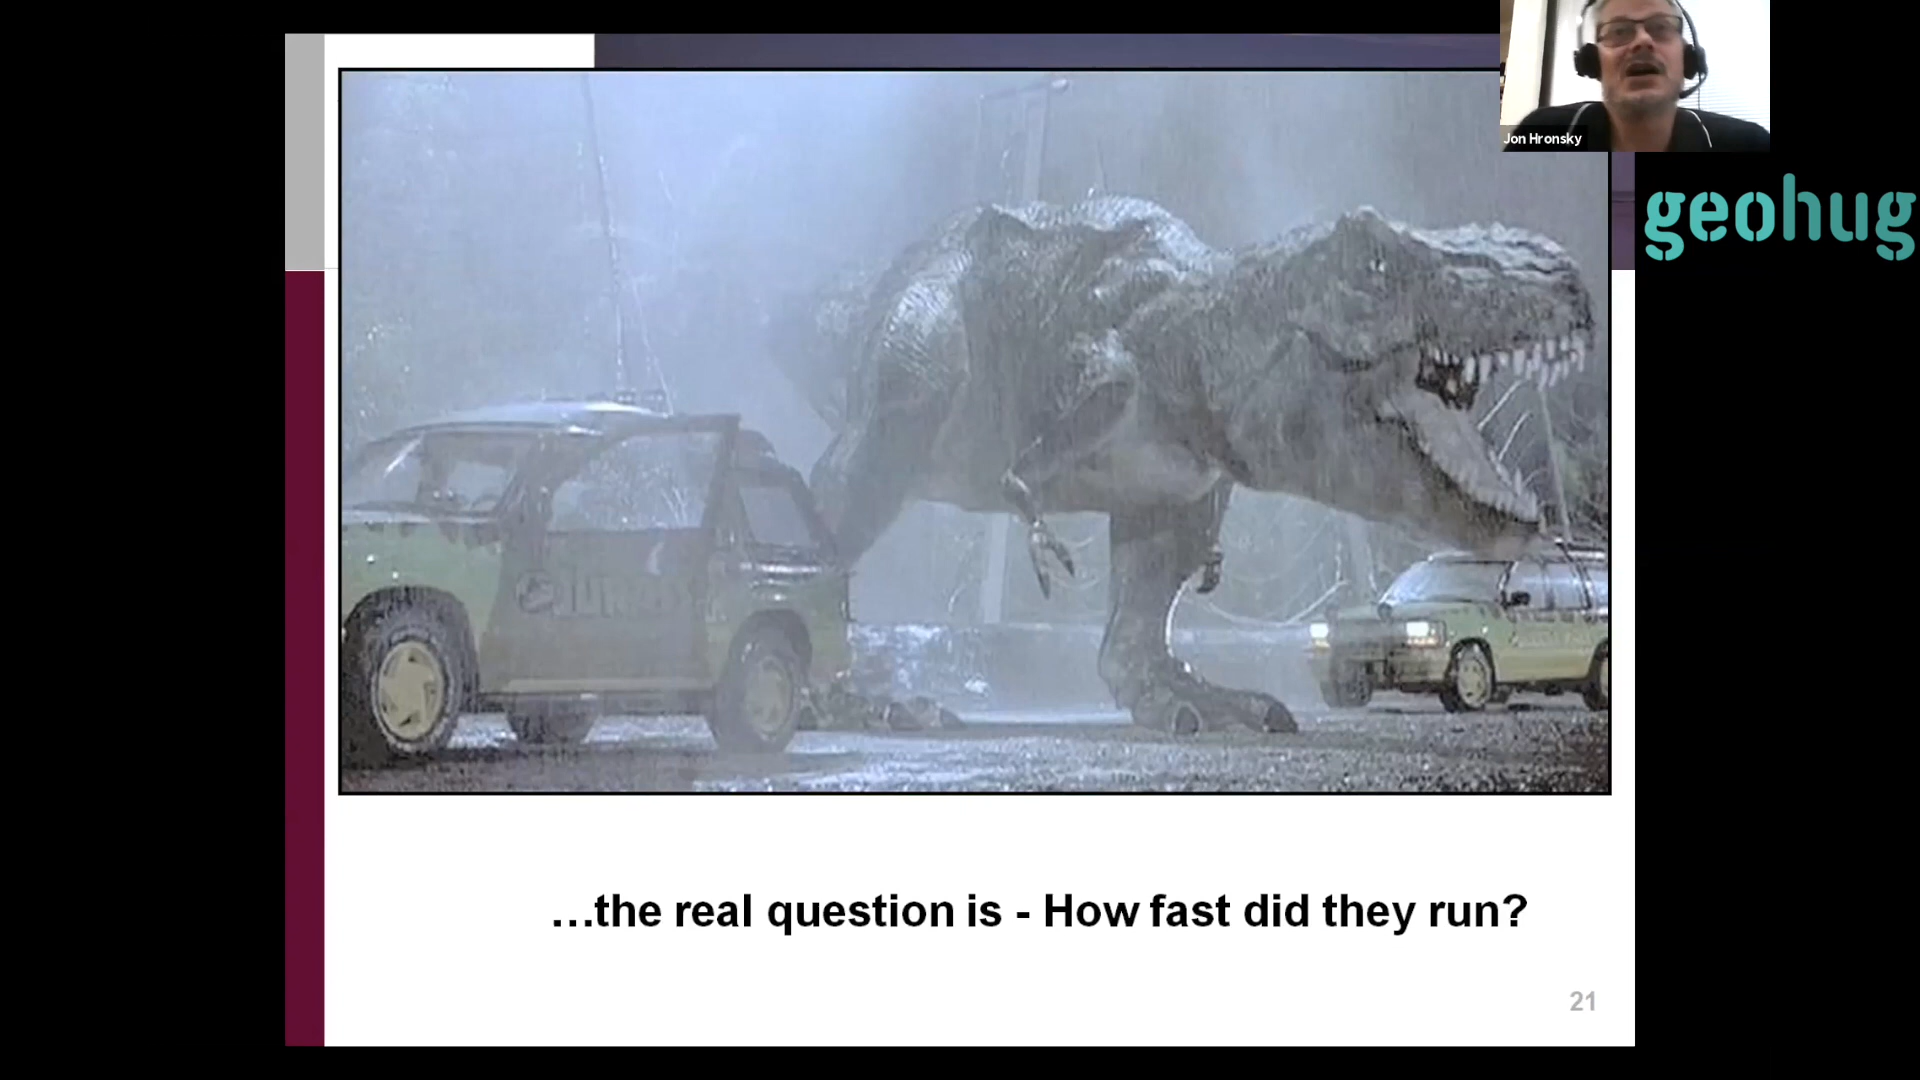 Jon Hronsky
geohug
...the real question is - How fast did they run?
21